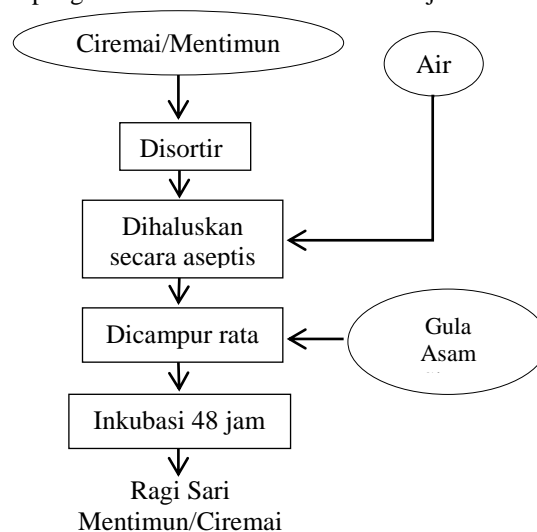 Ciremai/Mentimun
Air
Disortir
Dihaluskan
secara aseptis
Dicampur rata
Gula
Asam
Inkubasi 48 jam
Ragi Sari
Mentimun/Ciremai